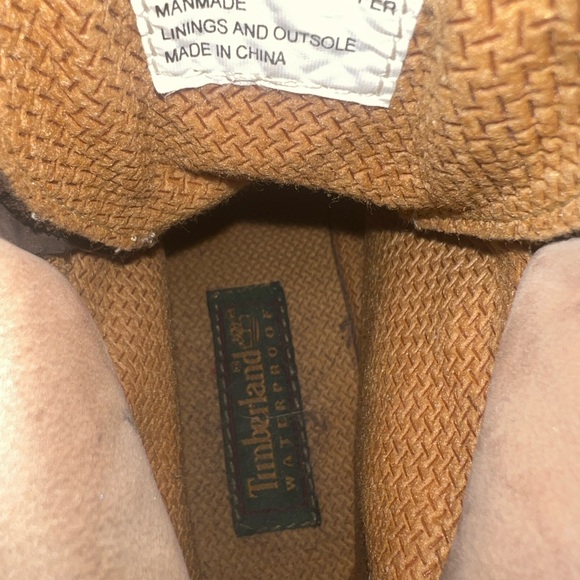 MANMADE
LININGS AND OUTSOLE
MADE IN CHINA
Timberland
WATERPROOF